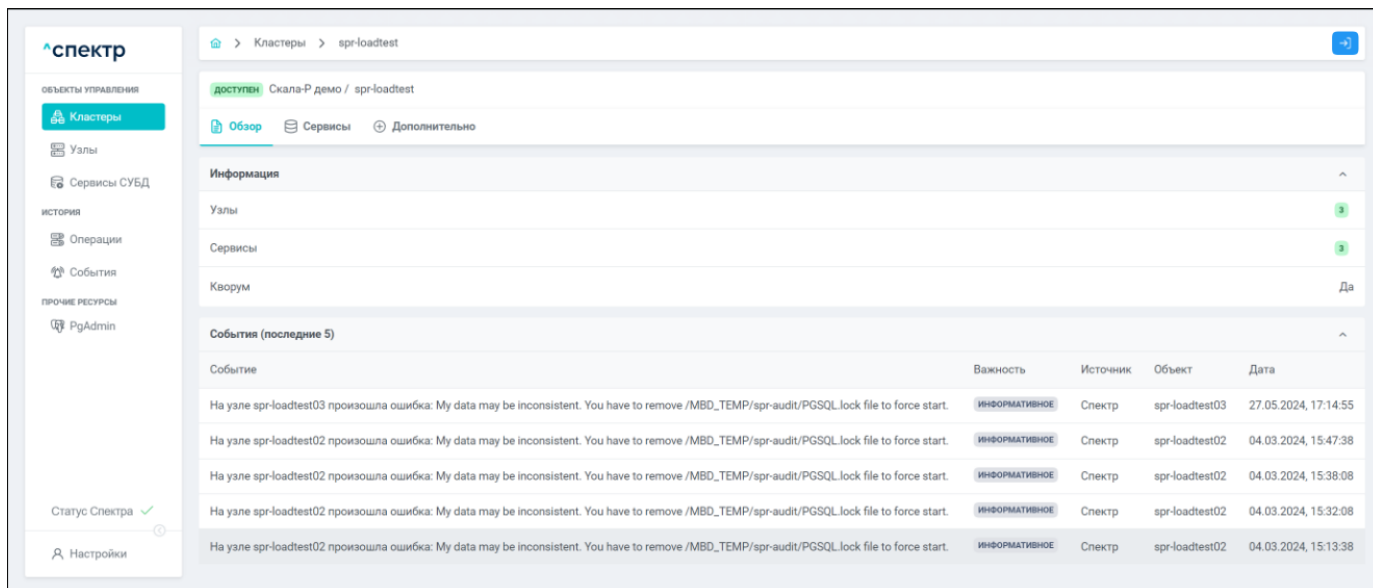 ^спектр
Кластеры > spr-loadtest
ОБЪЕКТЫ УПРАВЛЕНИЯ
Кластеры
Узлы
Сервисы СУБД
ИСТОРИЯ
Операции
События
ПРОЧИЕ РЕСУРСЫ
PgAdmin
Статус Спектра
Настройки
ДОСТУПЕН Скала-Р демо / spr-loadtest
Обзор Сервисы Дополнительно
Информация
Узлы 3
Сервисы 3
Кворум Да
События (последние 5)
Событие Важность Источник Объект Дата
На узле spr-loadtest03 произошла ошибка: My data may be inconsistent. You have to remove /MBD_TEMP/spr-audit/PGSQL.lock file to force start. ИНФОРМАТИВНОЕ Спектр spr-loadtest03 27.05.2024, 17:14:55
На узле spr-loadtest02 произошла ошибка: My data may be inconsistent. You have to remove /MBD_TEMP/spr-audit/PGSQL.lock file to force start. ИНФОРМАТИВНОЕ Спектр spr-loadtest02 04.03.2024, 15:47:38
На узле spr-loadtest02 произошла ошибка: My data may be inconsistent. You have to remove /MBD_TEMP/spr-audit/PGSQL.lock file to force start. ИНФОРМАТИВНОЕ Спектр spr-loadtest02 04.03.2024, 15:38:08
На узле spr-loadtest02 произошла ошибка: My data may be inconsistent. You have to remove /MBD_TEMP/spr-audit/PGSQL.lock file to force start. ИНФОРМАТИВНОЕ Спектр spr-loadtest02 04.03.2024, 15:32:08
На узле spr-loadtest02 произошла ошибка: My data may be inconsistent. You have to remove /MBD_TEMP/spr-audit/PGSQL.lock file to force start. ИНФОРМАТИВНОЕ Спектр spr-loadtest02 04.03.2024, 15:13:38